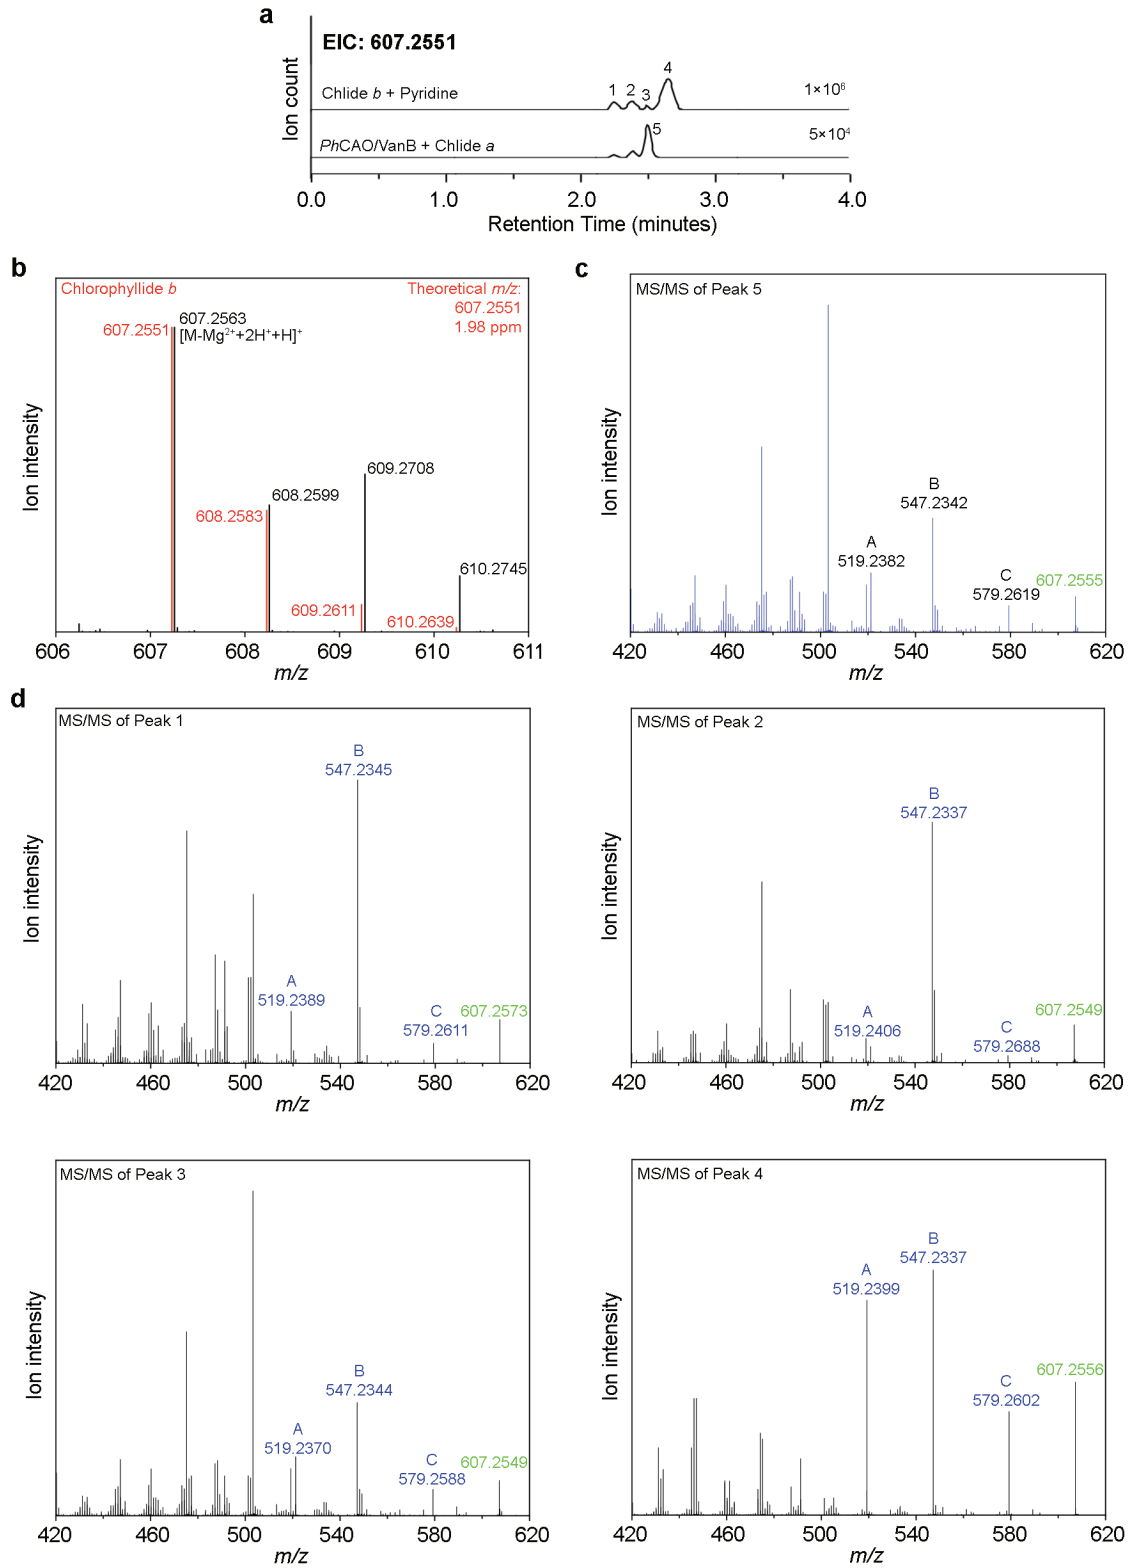 a
EIC: 607.2551
Ion count
Chlide b + Pyridine
1 2 3 4
1×10⁶
PhCAO/VanB + Chlide a
5
5×10⁴
0.0 1.0 2.0 3.0 4.0
Retention Time (minutes)
b
Chlorophyllide b
Theoretical m/z:
607.2551
1.98 ppm
607.2551
607.2563
[M-Mg²⁺+2H⁺+H]⁺
609.2708
608.2599
608.2583
610.2745
609.2611
610.2639
Ion intensity
606 607 608 609 610 611
m/z
c
MS/MS of Peak 5
B
547.2342
A
519.2382
C
579.2619
607.2555
Ion intensity
420 500 540 580 620
m/z
d
MS/MS of Peak 1
B
547.2345
A
519.2389
C
579.2611
607.2573
Ion intensity
420 460 500 540 580 620
m/z
MS/MS of Peak 2
B
547.2337
A
519.2406
C
579.2688
607.2549
Ion intensity
420 460 500 540 580 620
m/z
MS/MS of Peak 3
B
547.2344
A
519.2370
C
579.2588
607.2549
Ion intensity
420 460 500 540 580 620
m/z
MS/MS of Peak 4
B
547.2337
A
519.2399
C
579.2602
607.2556
Ion intensity
420 460 500 540 580 620
m/z